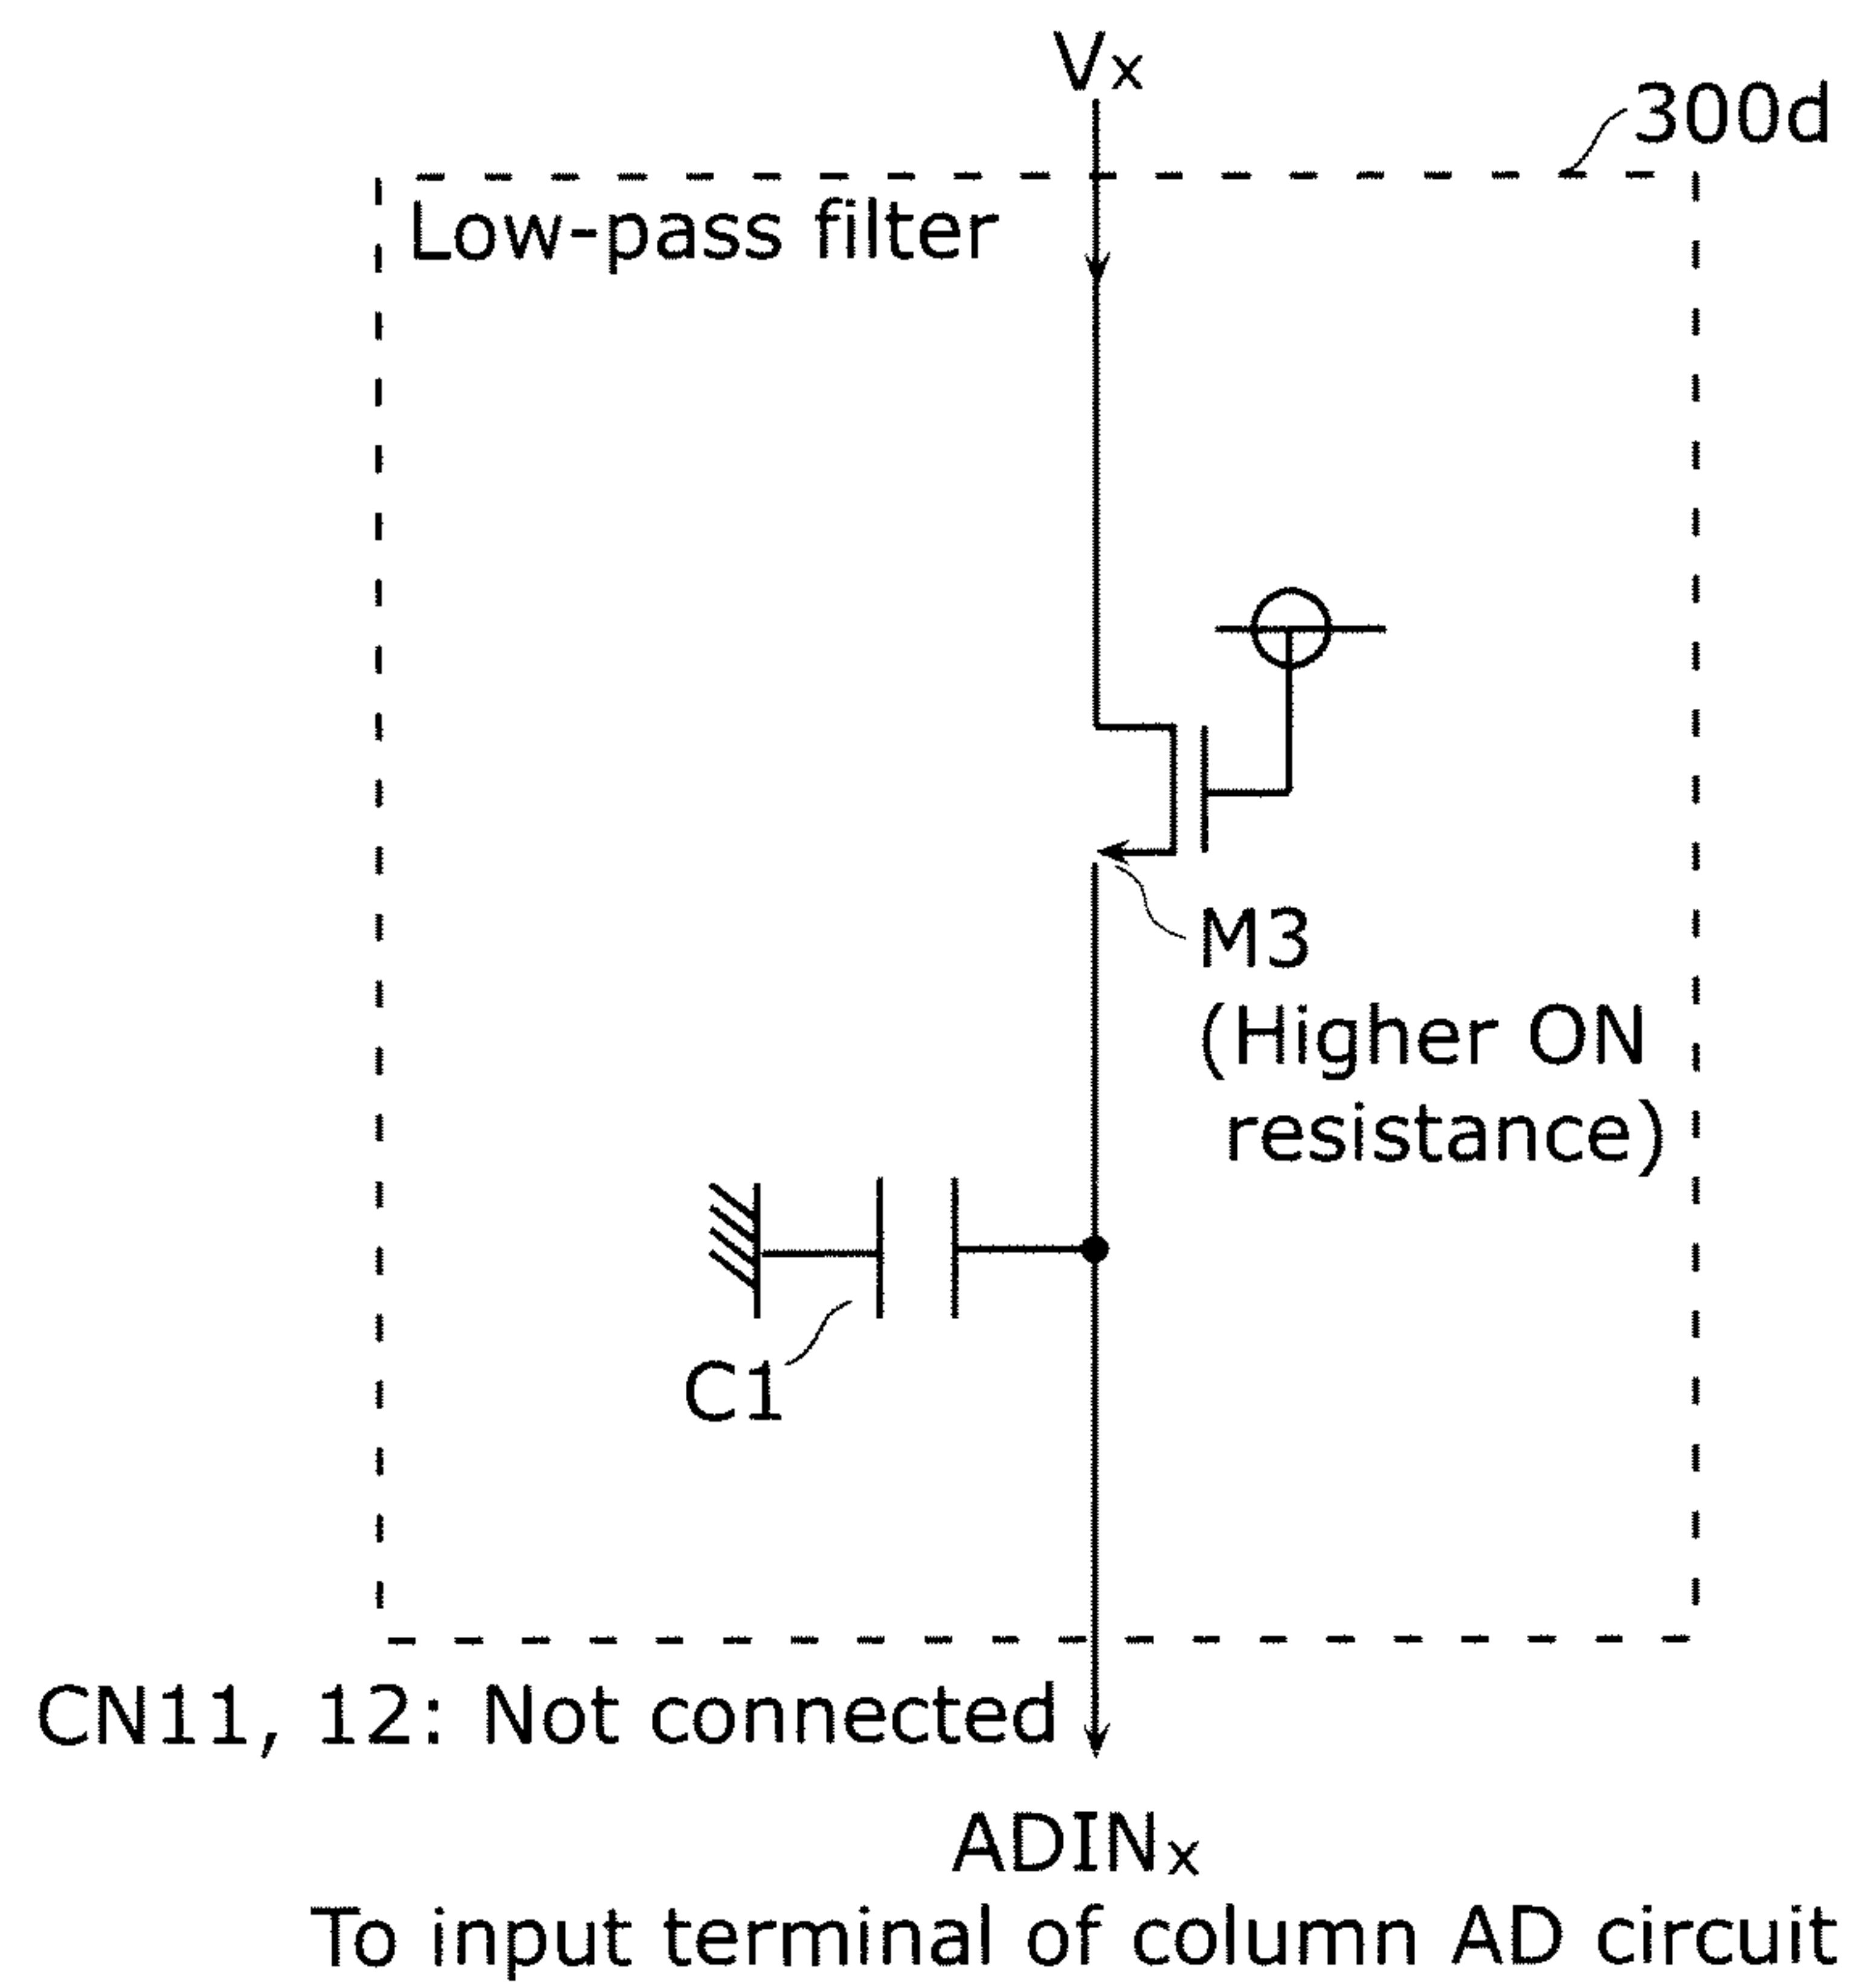 Vx
300d
Low-pass filter
M3
(Higher ON
resistance)
C1
CN11, 12: Not connected
ADINx
To input terminal of column AD circuit